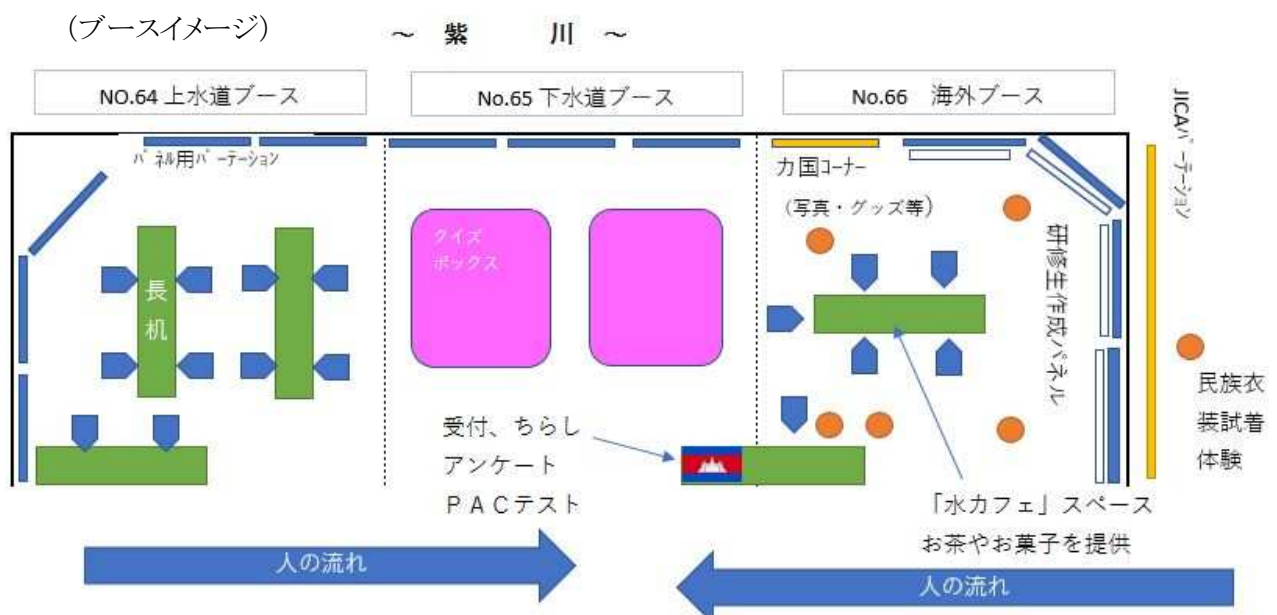 (ブースイメージ)
～ 紫 川 ～
NO.64 上水道ブース
No.65 下水道ブース
No.66 海外ブース
パネル用パーテーション
長机
クイズ
ボックス
カ国コーナー
(写真・グッズ等)
研修生作成パネル
JICAパーテーション
民族衣
装試着
体験
受付、ちらし
アンケート
ＰＡＣテスト
「水カフェ」スペース
お茶やお菓子を提供
人の流れ
人の流れ